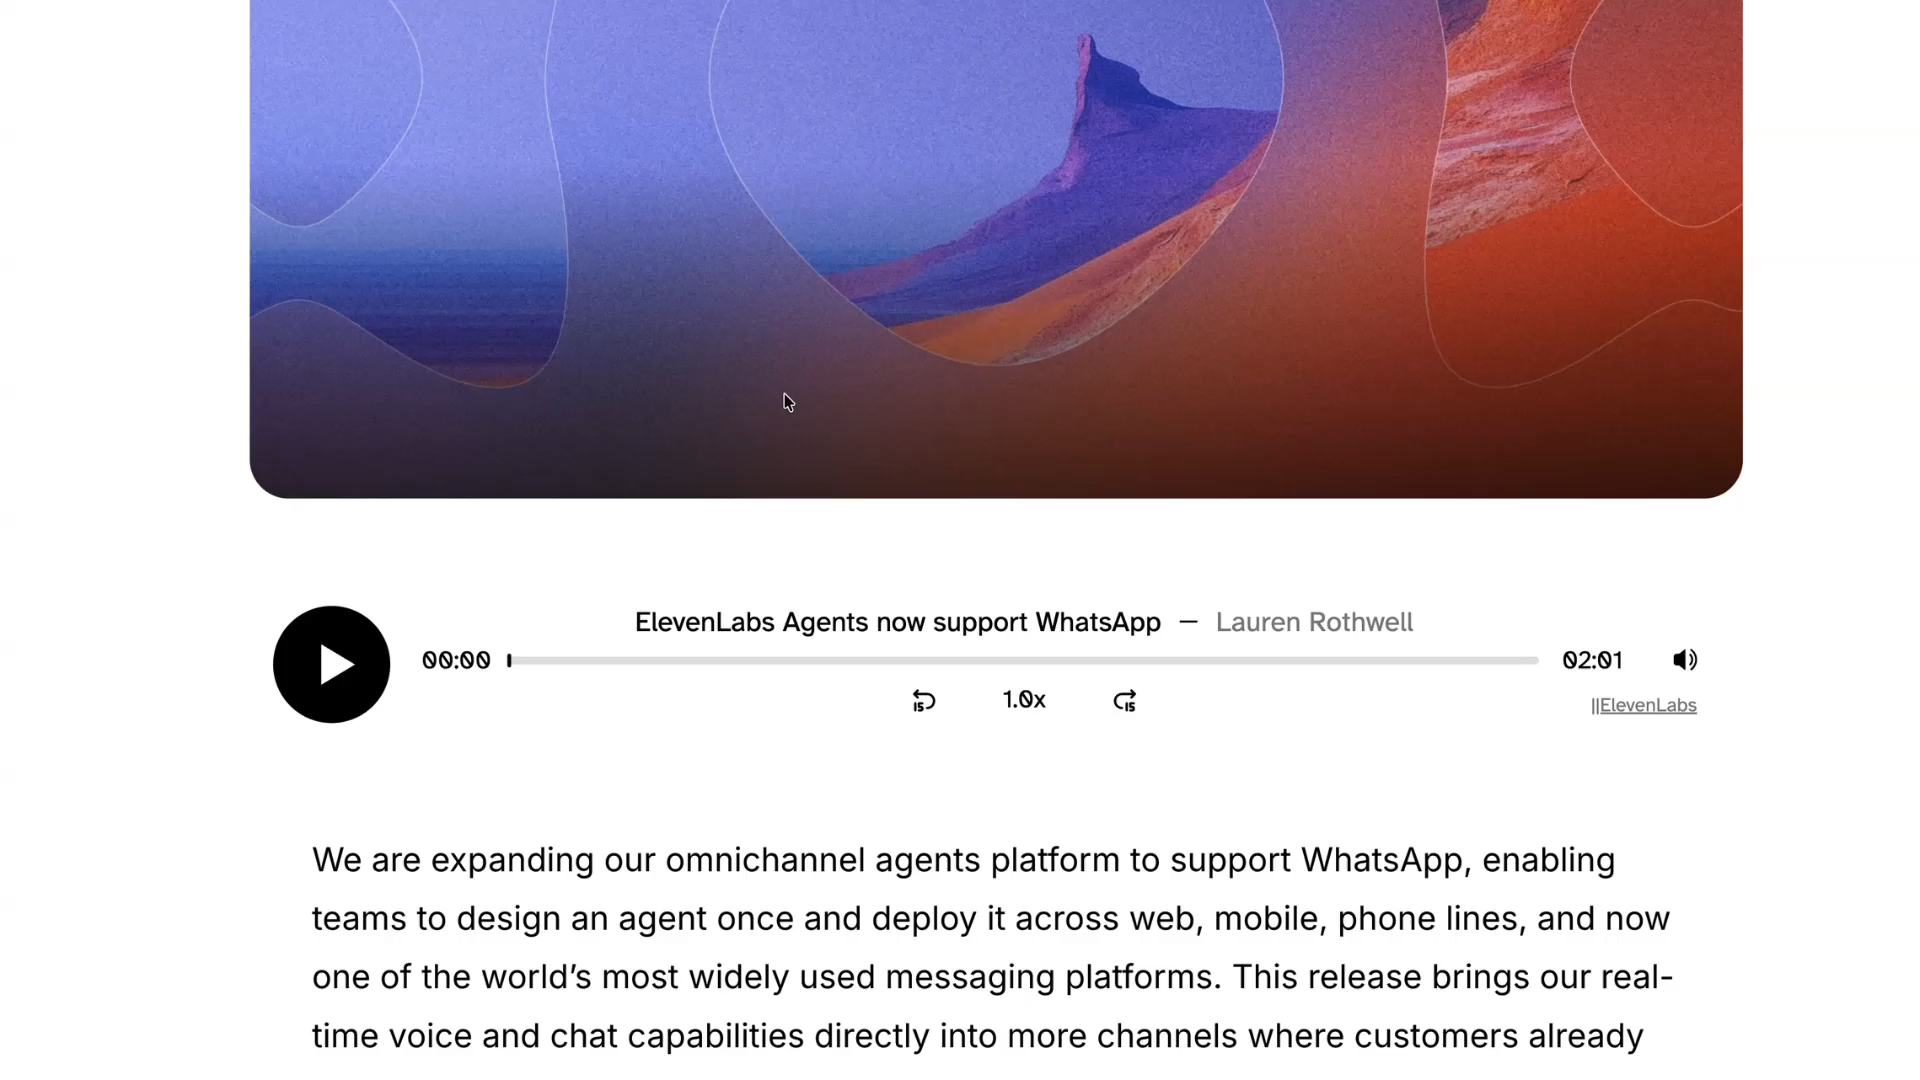 ElevenLabs Agents now support WhatsApp — Lauren Rothwell
00:00
02:01
15
1.0x
15
||ElevenLabs
We are expanding our omnichannel agents platform to support WhatsApp, enabling
teams to design an agent once and deploy it across web, mobile, phone lines, and now
one of the world’s most widely used messaging platforms. This release brings our real-
time voice and chat capabilities directly into more channels where customers already